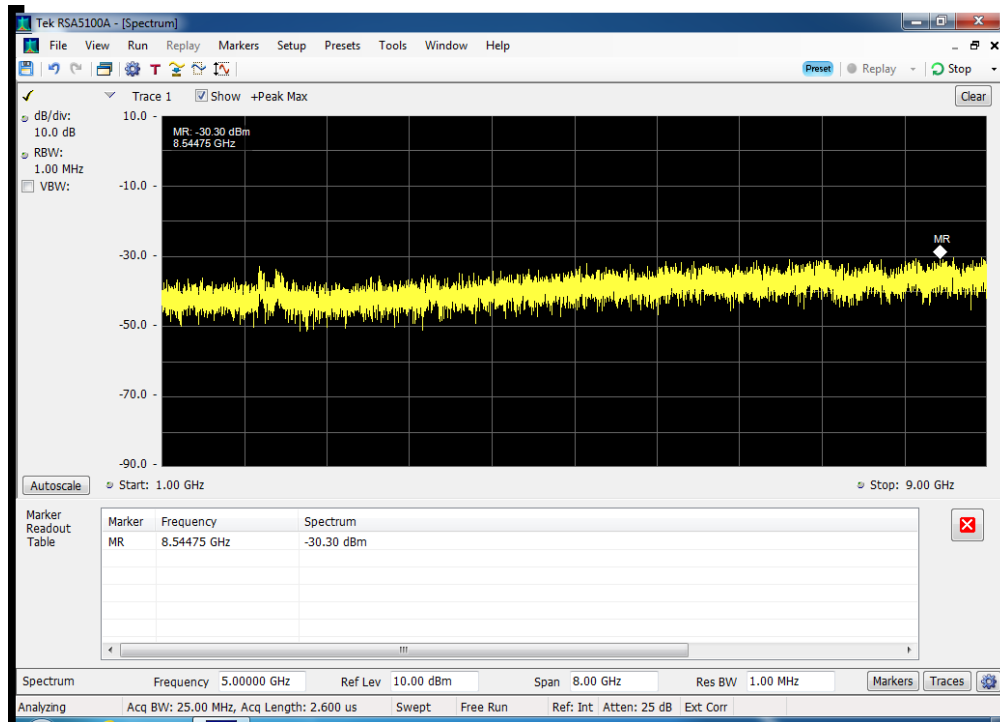 Tek RSA5100A - [Spectrum]
File View Run Replay Markers Setup Presets Tools Window Help
T Preset Replay Stop
Trace 1 Show +Peak Max Clear
dB/div:
10.0 dB
RBW:
1.00 MHz
VBW:
10.0
-10.0
-30.0
-50.0
-70.0
-90.0
MR: -30.30 dBm
8.54475 GHz
MR
Autoscale Start: 1.00 GHz Stop: 9.00 GHz
Marker
Readout
Table
Marker Frequency Spectrum
MR 8.54475 GHz -30.30 dBm
Spectrum Frequency 5.00000 GHz Ref Lev 10.00 dBm Span 8.00 GHz Res BW 1.00 MHz Markers Traces
Analyzing Acq BW: 25.00 MHz, Acq Length: 2.600 us Swept Free Run Ref: Int Atten: 25 dB Ext Corr